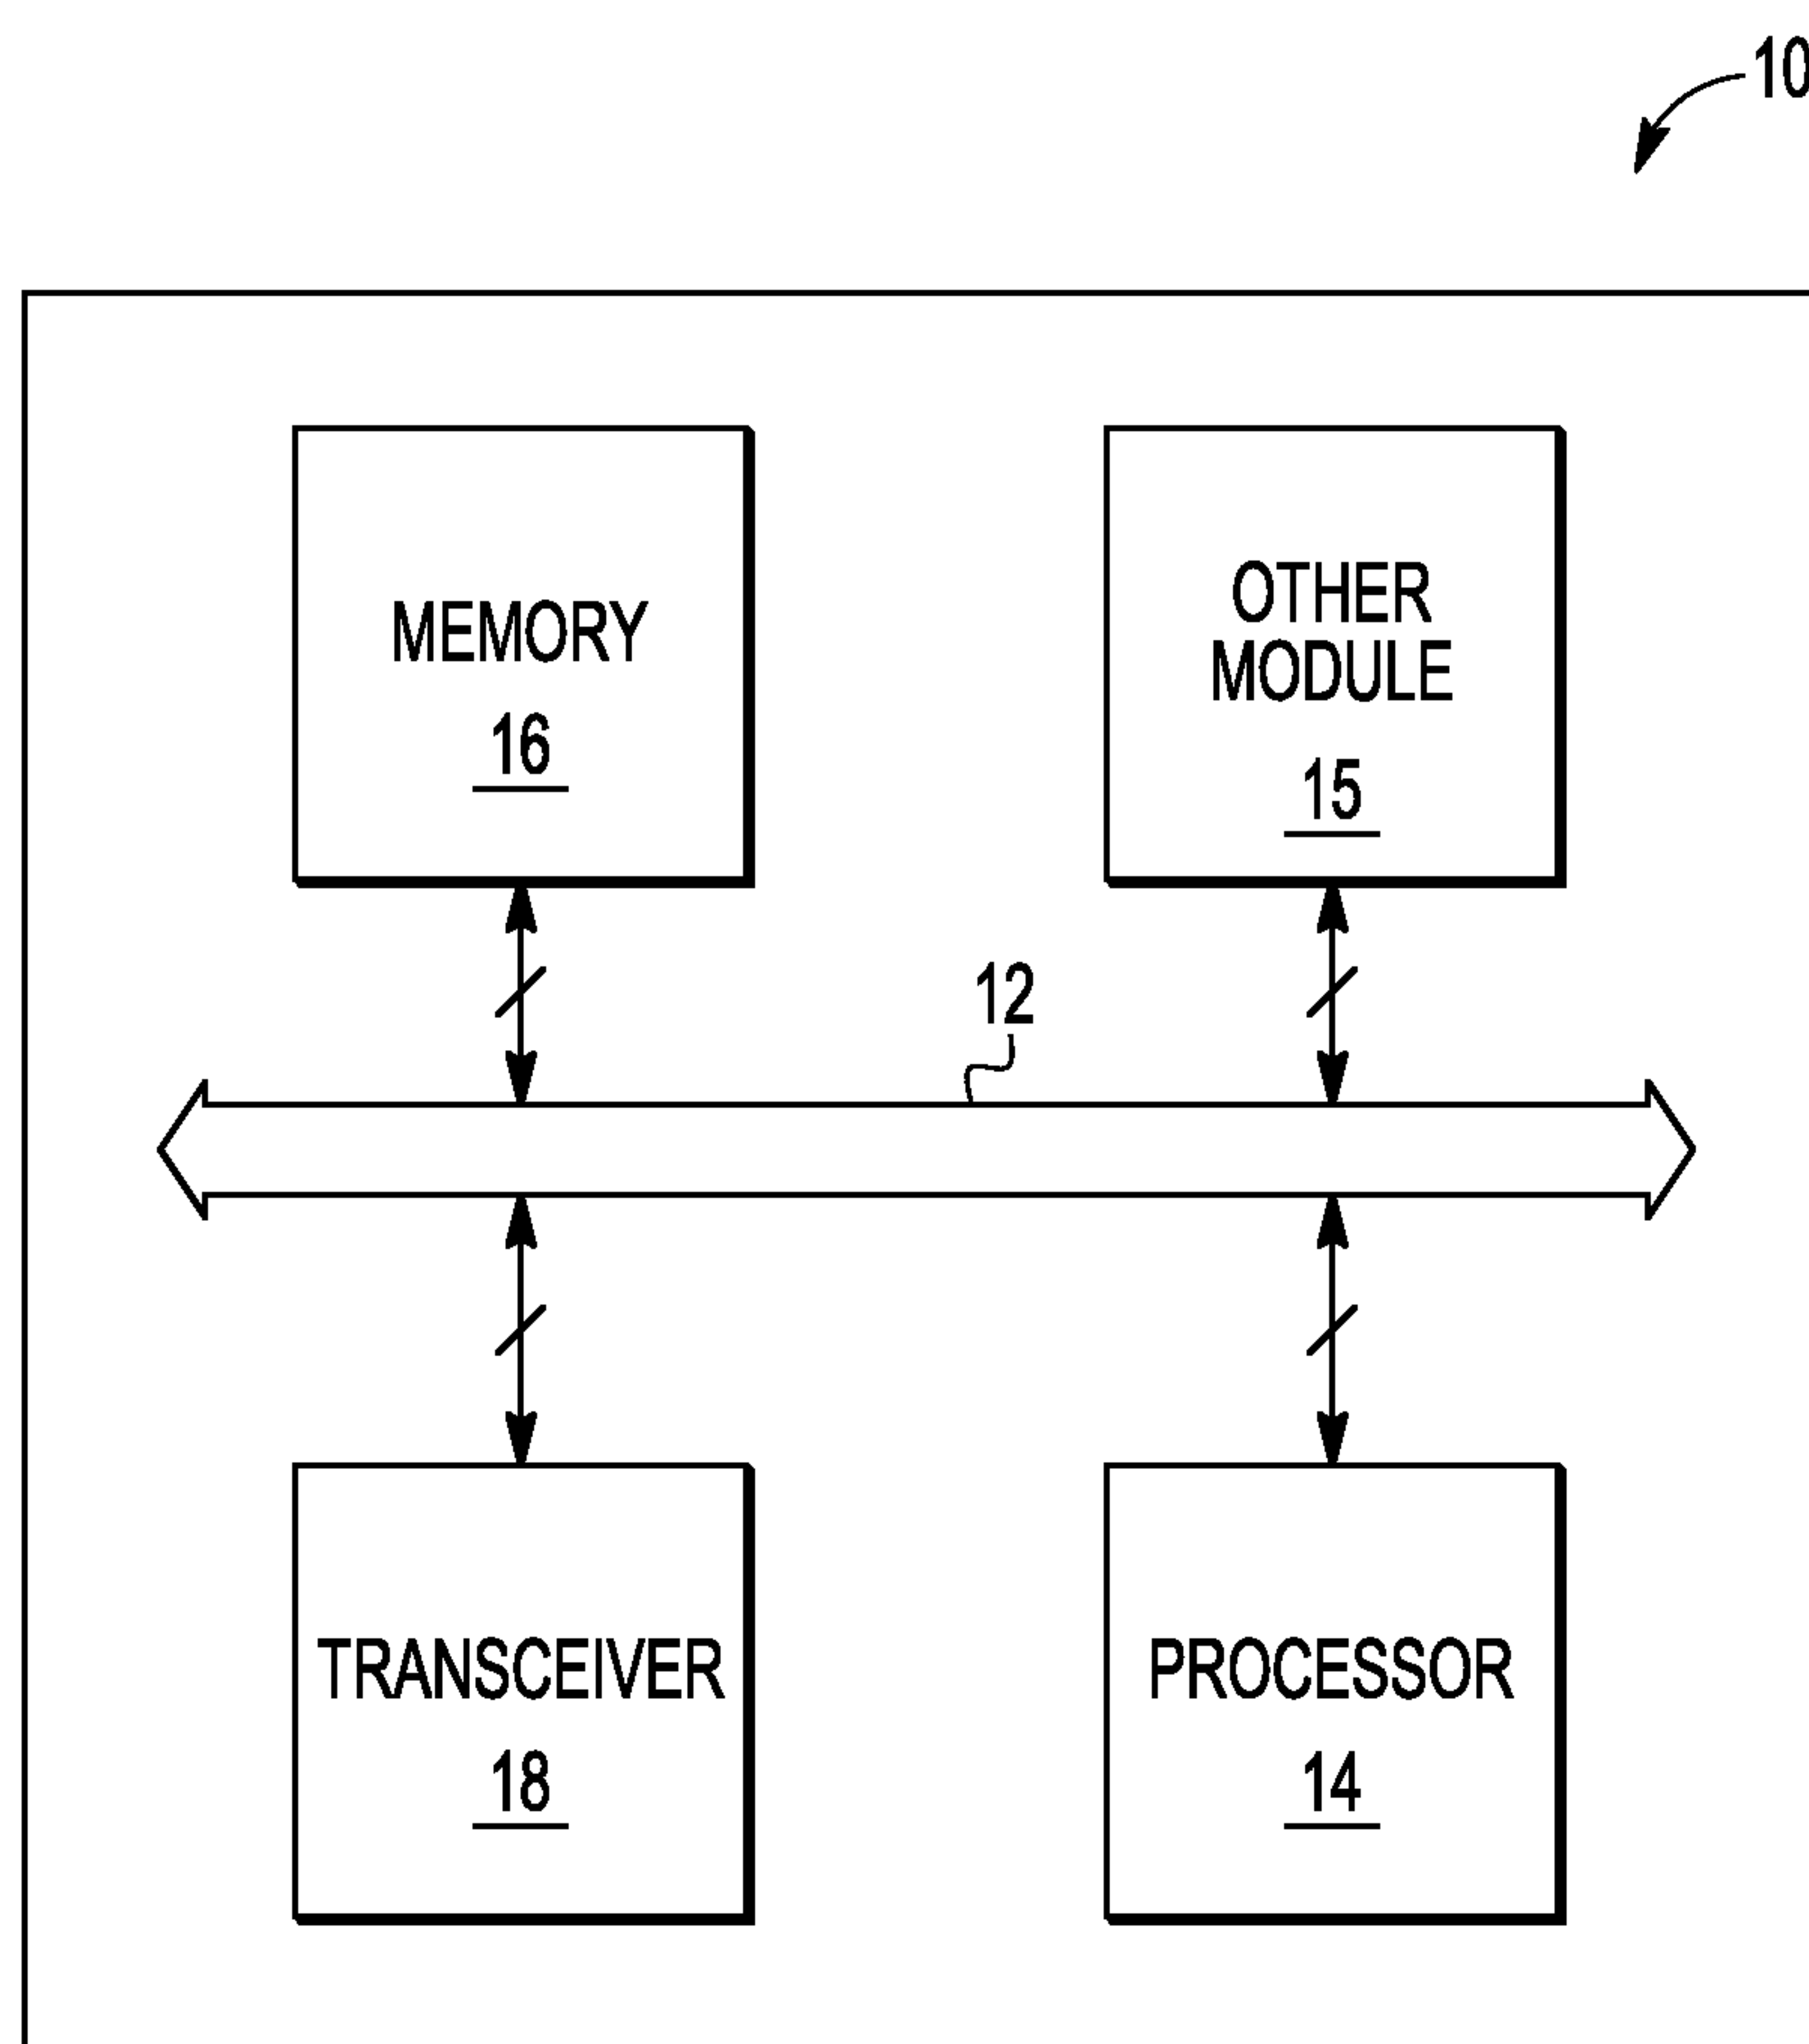 10
MEMORY
16
OTHER
MODULE
15
12
TRANSCEIVER
18
PROCESSOR
14